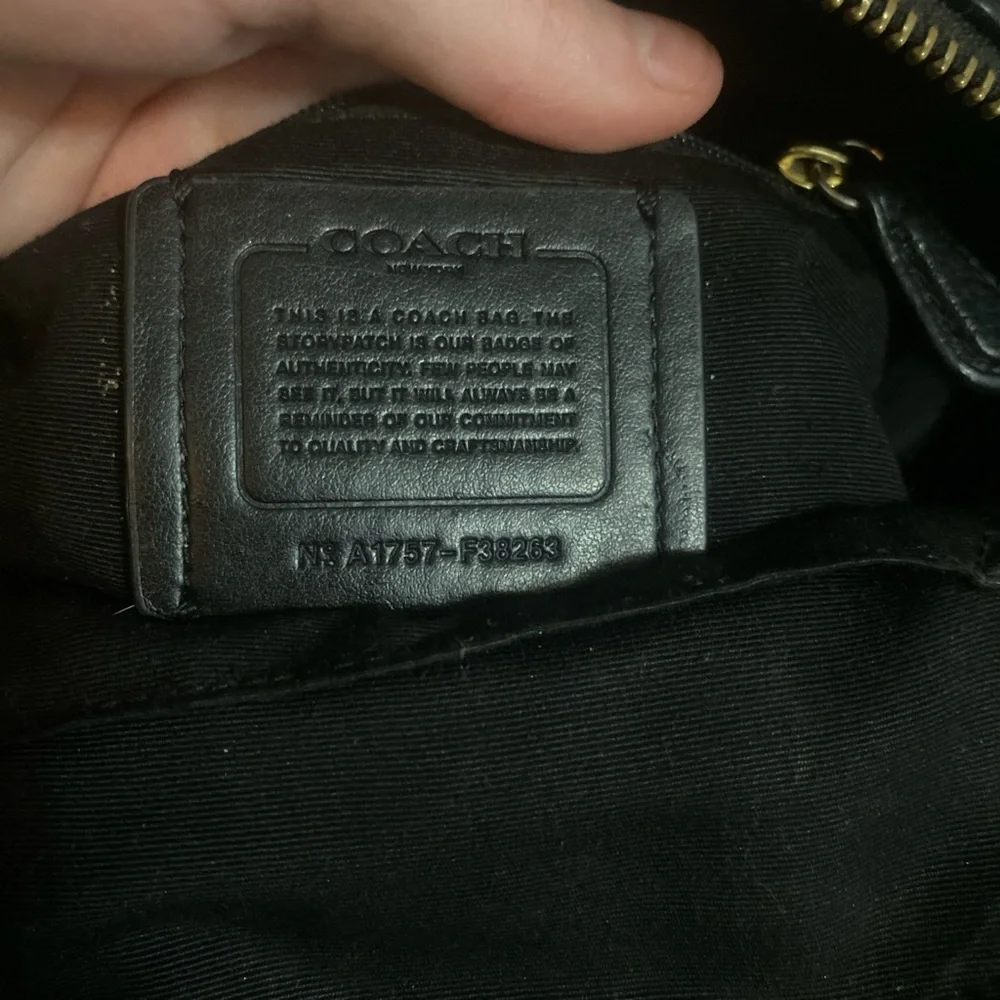 COACH
NEW YORK
THIS IS A COACH BAG. THE
STORYPATCH IS OUR BADGE OF
AUTHENTICITY. FEW PEOPLE MAY
SEE IT, BUT IT WILL ALWAYS BE A
REMINDER OF OUR COMMITMENT
TO QUALITY AND CRAFTSMANSHIP.
Nº A1757-F38263